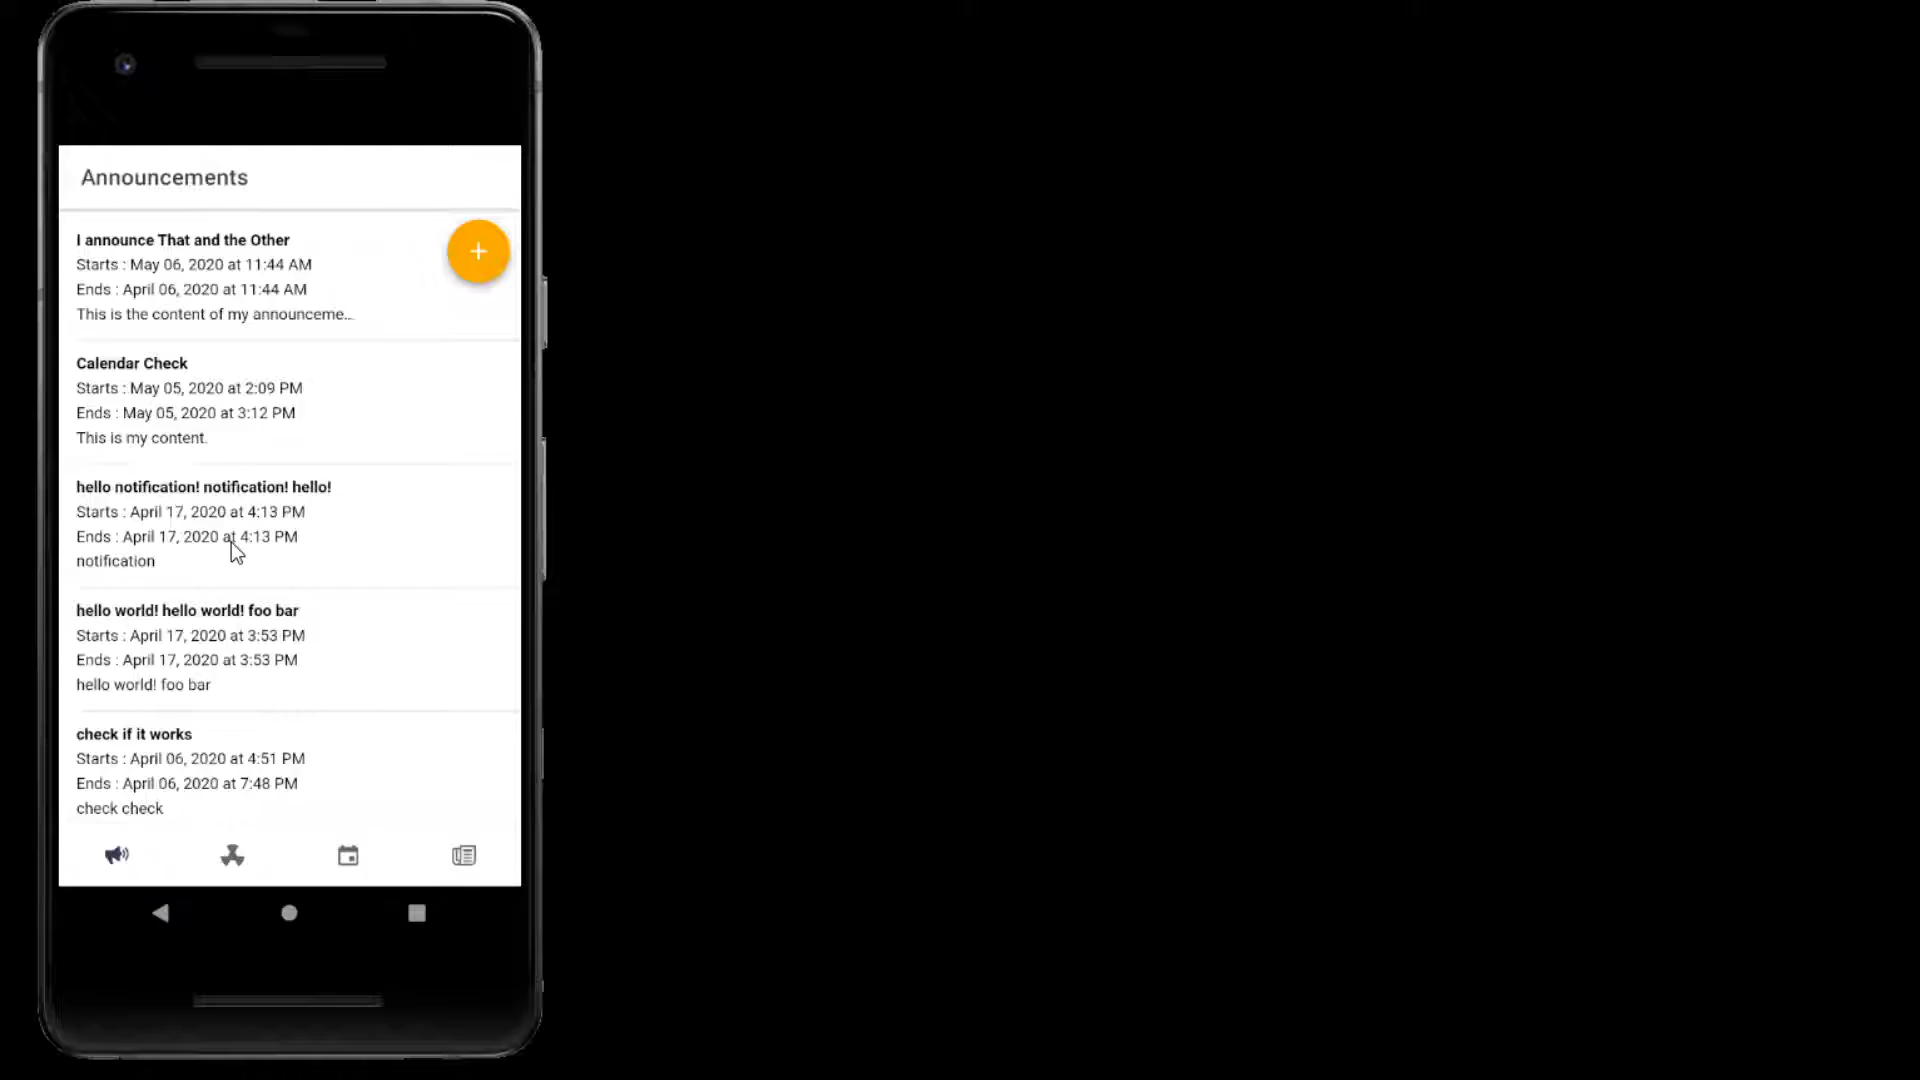 Announcements
I announce That and the Other
Starts : May 06, 2020 at 11:44 AM
Ends : April 06, 2020 at 11:44 AM
This is the content of my announceme...
Calendar Check
Starts : May 05, 2020 at 2:09 PM
Ends : May 05, 2020 at 3:12 PM
This is my content.
hello notification! notification! hello!
Starts : April 17, 2020 at 4:13 PM
Ends : April 17, 2020 at 4:13 PM
notification
hello world! hello world! foo bar
Starts : April 17, 2020 at 3:53 PM
Ends : April 17, 2020 at 3:53 PM
hello world! foo bar
check if it works
Starts : April 06, 2020 at 4:51 PM
Ends : April 06, 2020 at 7:48 PM
check check